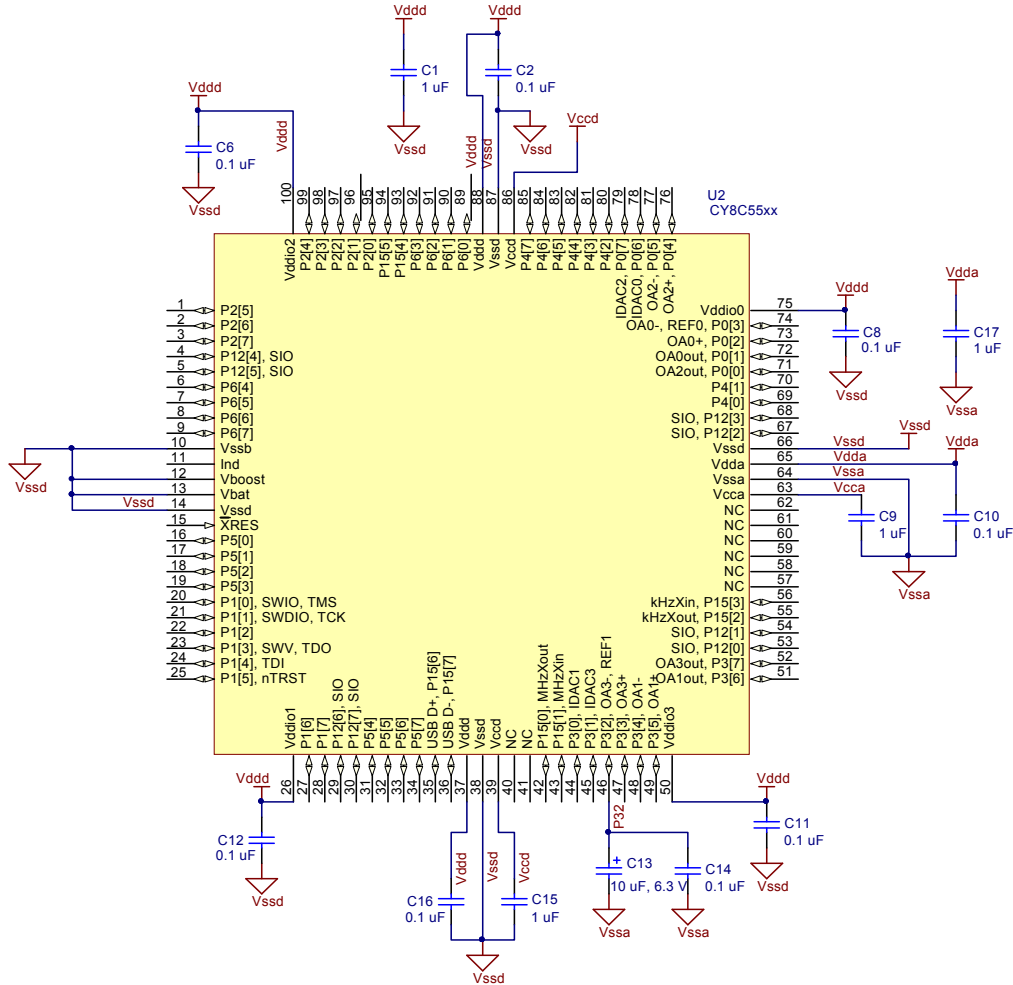 Vddd
Vddd
C1
1 uF
Vssd
C2
0.1 uF
Vssd
Vddd
C6
0.1 uF
Vssd
Vddd
Vddd
Vssd
Vccd
U2
CY8C55xx
100
99
98
97
96
95
94
93
92
91
90
89
88
87
86
85
84
83
82
81
80
79
78
77
76
Vddio2
P2[4]
P2[3]
P2[2]
P2[1]
P2[0]
P15[5]
P15[4]
P6[3]
P6[2]
P6[1]
P6[0]
Vddd
Vssd
Vccd
P4[7]
P4[6]
P4[5]
P4[4]
P4[3]
P4[2]
IDAC2, P0[7]
IDAC0, P0[6]
OA2-, P0[5]
OA2+, P0[4]
1 P2[5]
2 P2[6]
3 P2[7]
4 P12[4], SIO
5 P12[5], SIO
6 P6[4]
7 P6[5]
8 P6[6]
9 P6[7]
10 Vssb
11 Ind
12 Vboost
13 Vbat
14 Vssd
15 XRES
16 P5[0]
17 P5[1]
18 P5[2]
19 P5[3]
20 P1[0], SWIO, TMS
21 P1[1], SWDIO, TCK
22 P1[2]
23 P1[3], SWV, TDO
24 P1[4], TDI
25 P1[5], nTRST
Vssd
Vssd
Vddio0 75
OA0-, REF0, P0[3] 74
OA0+, P0[2] 73
OA0out, P0[1] 72
OA2out, P0[0] 71
P4[1] 70
P4[0] 69
SIO, P12[3] 68
SIO, P12[2] 67
Vssd 66
Vdda 65
Vssa 64
Vcca 63
NC 62
NC 61
NC 60
NC 59
NC 58
NC 57
kHzXin, P15[3] 56
kHzXout, P15[2] 55
SIO, P12[1] 54
SIO, P12[0] 53
OA3out, P3[7] 52
OA1out, P3[6] 51
Vddd
C8
0.1 uF
Vssd
Vdda
C17
1 uF
Vssa
Vssd
Vssd
Vdda
Vdda
Vssa
Vcca
C9
1 uF
C10
0.1 uF
Vssa
Vddio1
P1[6]
P1[7]
P12[6], SIO
P12[7], SIO
P5[4]
P5[5]
P5[6]
P5[7]
USB D+, P15[6]
USB D-, P15[7]
Vddd
Vssd
Vccd
NC
NC
P15[0], MHzXout
P15[1], MHzXin
P3[0], IDAC1
P3[1], IDAC3
P3[2], OA3-, REF1
P3[3], OA3+
P3[4], OA1-
P3[5], OA1+
Vddio3
26
27
28
29
30
31
32
33
34
35
36
37
38
39
40
41
42
43
44
45
46
47
48
49
50
Vddd
C12
0.1 uF
Vssd
Vddd
Vssd
Vccd
C16
0.1 uF
C15
1 uF
Vssd
P32
+
C13
10 uF, 6.3 V
Vssa
C14
0.1 uF
Vssa
Vddd
C11
0.1 uF
Vssd